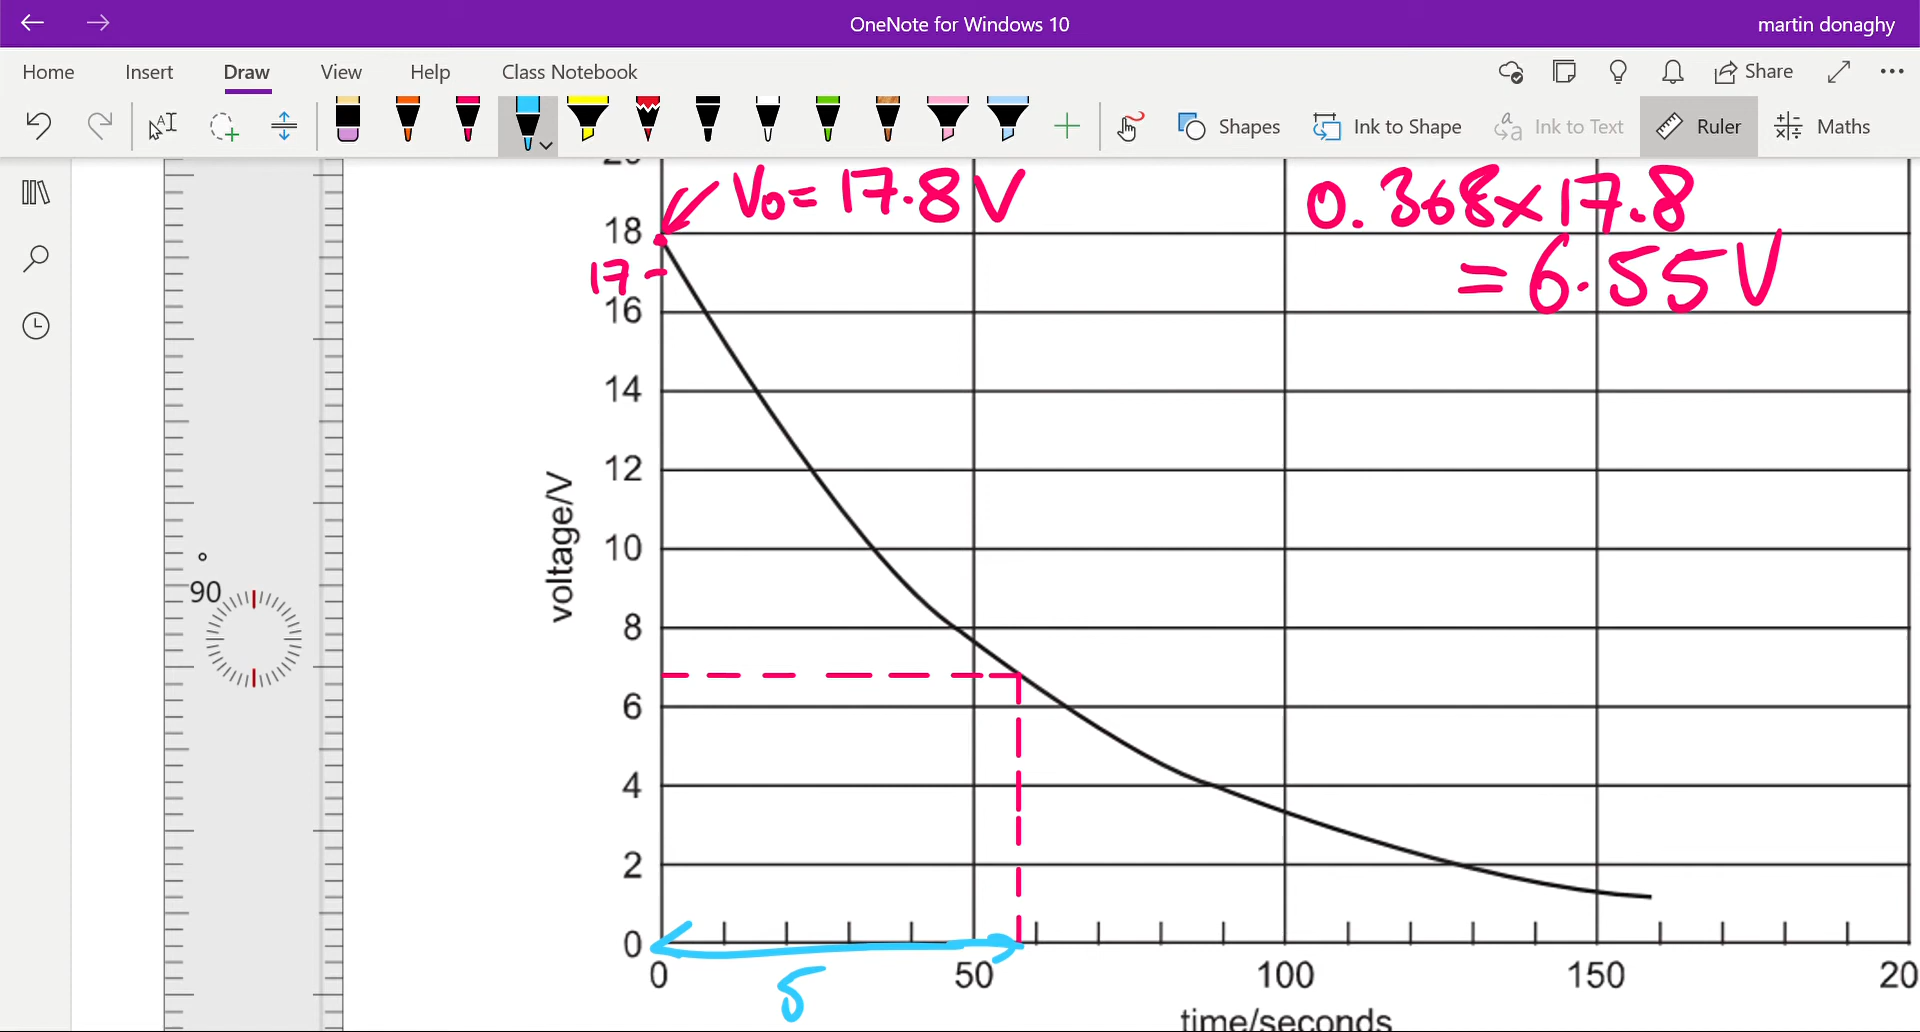 OneNote for Windows 10
martin donaghy
Home Insert Draw View Help Class Notebook Share
Shapes Ink to Shape Ink to Text Ruler Maths
V₀ = 17.8 V
0.368×17.8
= 6.55V
18
17
16
14
12
10
8
6
4
2
0
voltage/V
90
0 50 100 150 20
time/seconds